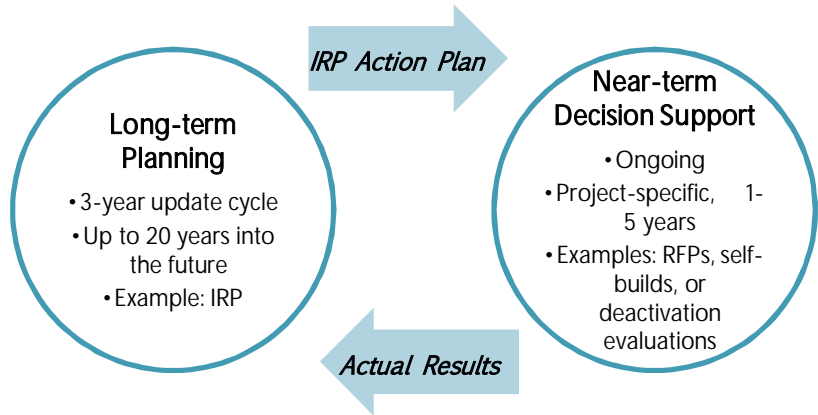 IRP Action Plan
Long-term
Planning
• 3-year update cycle
• Up to 20 years into
the future
• Example: IRP
Near-term
Decision Support
• Ongoing
• Project-specific, 1-
5 years
• Examples: RFPs, self-
builds, or
deactivation
evaluations
Actual Results